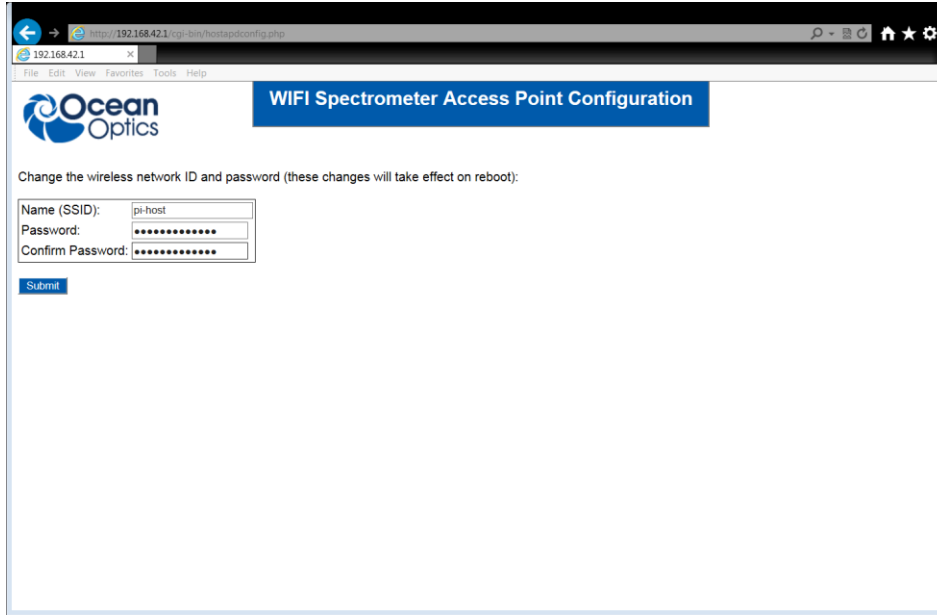 http://192.168.42.1/cgi-bin/hostapdconfig.php
192.168.42.1
File Edit View Favorites Tools Help
Ocean
Optics
WIFI Spectrometer Access Point Configuration
Change the wireless network ID and password (these changes will take effect on reboot):
Name (SSID): pi-host
Password: •••••••••••••
Confirm Password: •••••••••••••
Submit